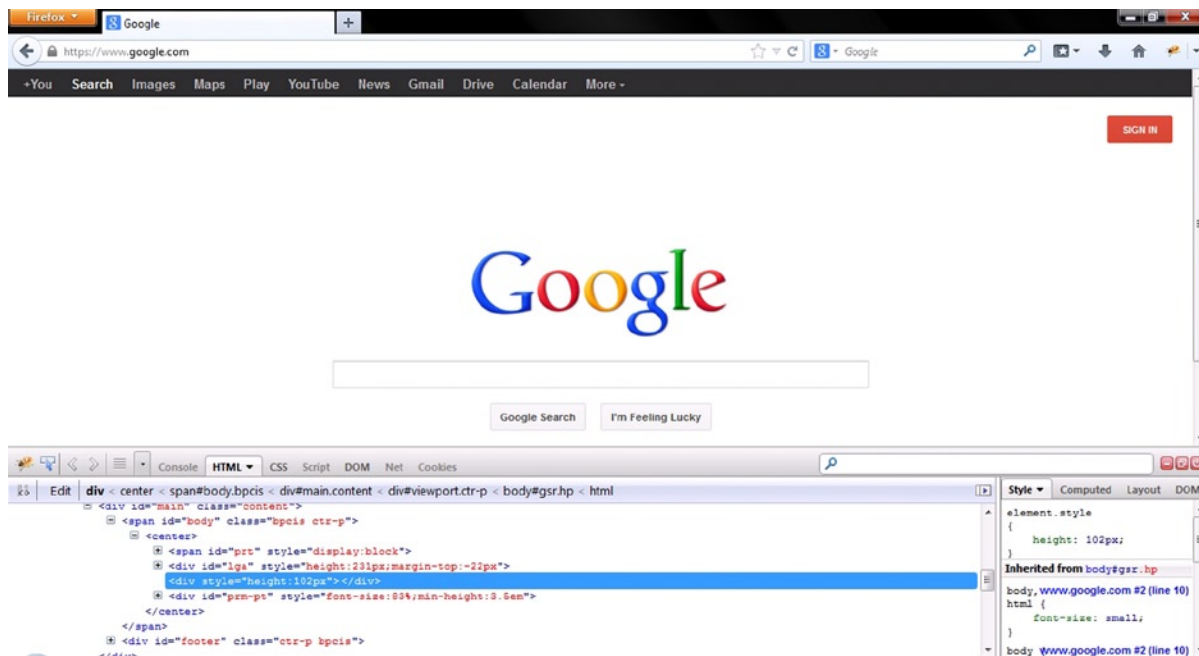 Firefox
Google
https://www.google.com
Google
+You Search Images Maps Play YouTube News Gmail Drive Calendar More
SIGN IN
Google
Google Search I'm Feeling Lucky
Console HTML CSS Script DOM Net Cookies
Edit div < center < span#body.bpcis < div#main.content < div#viewport.ctr-p < body#gsr.hp < html
Style Computed Layout DOM
<div id="main" class="content">
<span id="body" class="bpcis ctr-p">
<center>
<span id="prt" style="display:block">
<div id="lga" style="height:231px;margin-top:-22px">
<div style="height:102px"></div>
<div id="prm-pt" style="font-size:83%;min-height:3.5em">
</center>
</span>
<div id="footer" class="ctr-p bpcis">
</div>
element.style
{
height: 102px;
}
Inherited from body#gsr.hp
body, www.google.com #2 (line 10)
html {
font-size: small;
}
body www.google.com #2 (line 10)